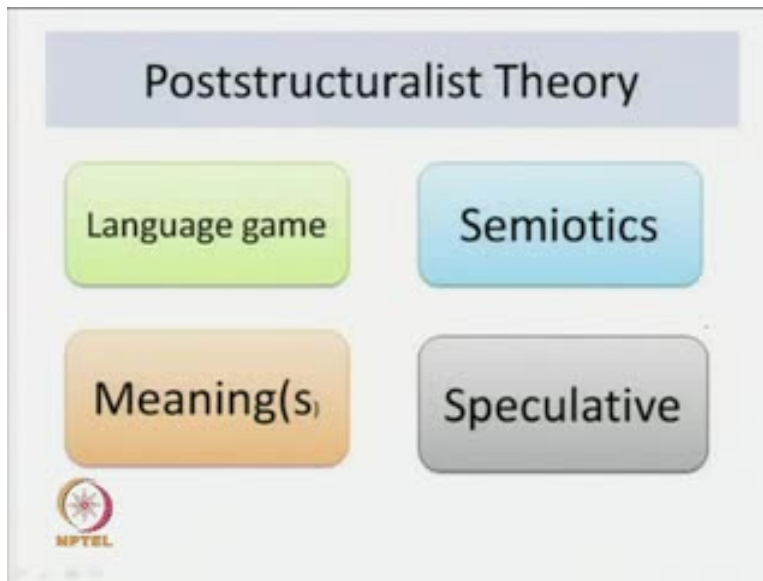 Poststructuralist Theory
Language game
Semiotics
Meaning(s)
Speculative
NPTEL